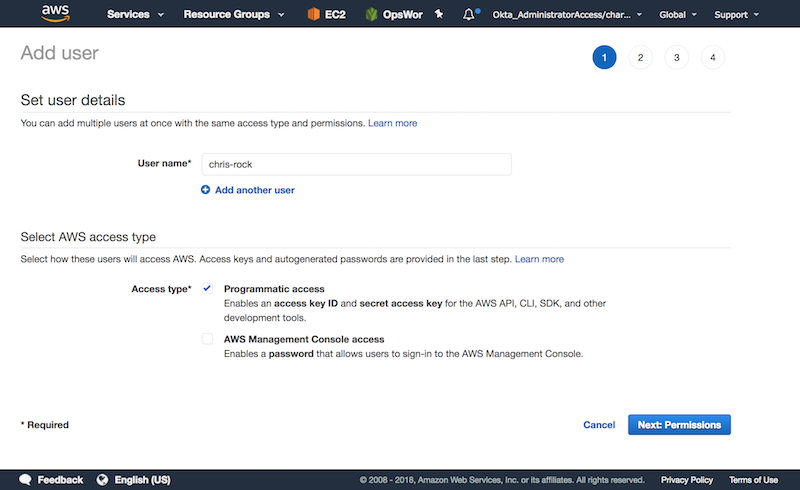 aws Services Resource Groups EC2 OpsWor Okta_AdministratorAccess/char... Global Support
Add user
1 2 3 4
Set user details
You can add multiple users at once with the same access type and permissions. Learn more
User name* chris-rock
Add another user
Select AWS access type
Select how these users will access AWS. Access keys and autogenerated passwords are provided in the last step. Learn more
Access type* Programmatic access
Enables an access key ID and secret access key for the AWS API, CLI, SDK, and other
development tools.
AWS Management Console access
Enables a password that allows users to sign-in to the AWS Management Console.
* Required Cancel Next: Permissions
Feedback English (US) © 2008 - 2018, Amazon Web Services, Inc. or its affiliates. All rights reserved. Privacy Policy Terms of Use